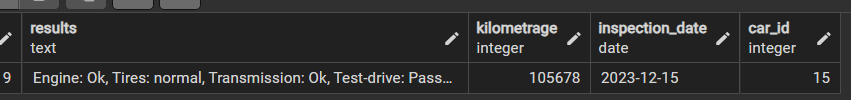 results kilometrage inspection_date car_id
text integer date integer
9 Engine: Ok, Tires: normal, Transmission: Ok, Test-drive: Pass... 105678 2023-12-15 15